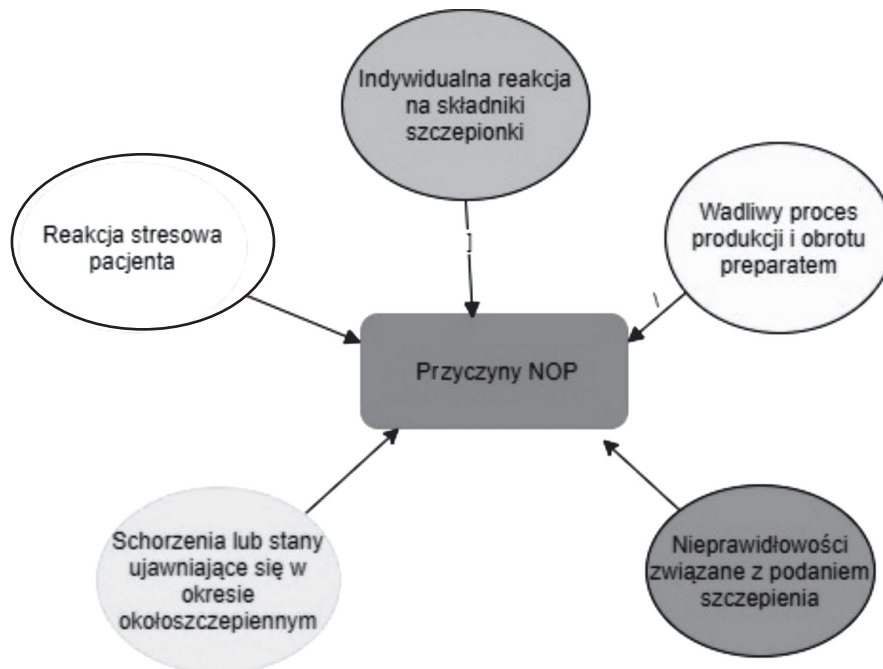 Indywidualna reakcja
na składniki
szczepionki
Reakcja stresowa
pacjenta
Wadliwy proces
produkcji i obrotu
preparatem
Przyczyny NOP
Schorzenia lub stany
ujawniające się w
okresie
okołoszczepiennym
Nieprawidłowości
związane z podaniem
szczepienia